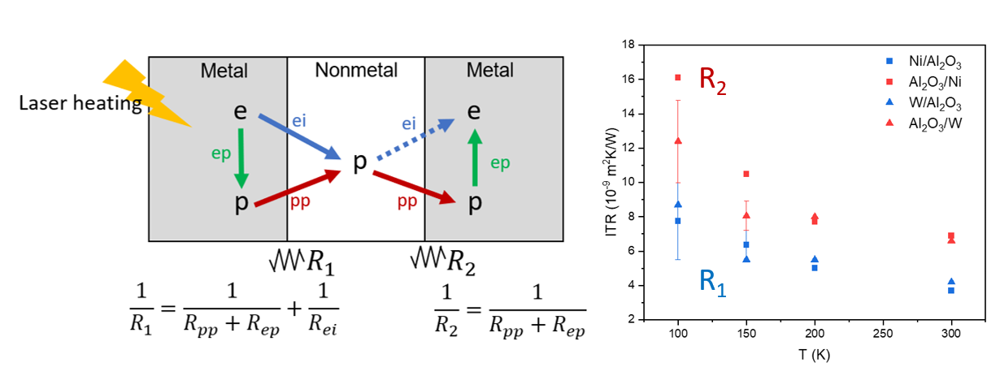 Metal Nonmetal Metal
Laser heating
e ei ei e
ep p ep
p pp pp p
R₁ R₂
1/R₁ = 1/(Rₚₚ + Rₑₚ) + 1/Rₑᵢ
1/R₂ = 1/(Rₚₚ + Rₑₚ)
18
16
14
12
10
8
6
4
2
ITR (10⁻⁹ m²K/W)
R₂
R₁
Ni/Al₂O₃
Al₂O₃/Ni
W/Al₂O₃
Al₂O₃/W
100 150 200 250 300
T (K)